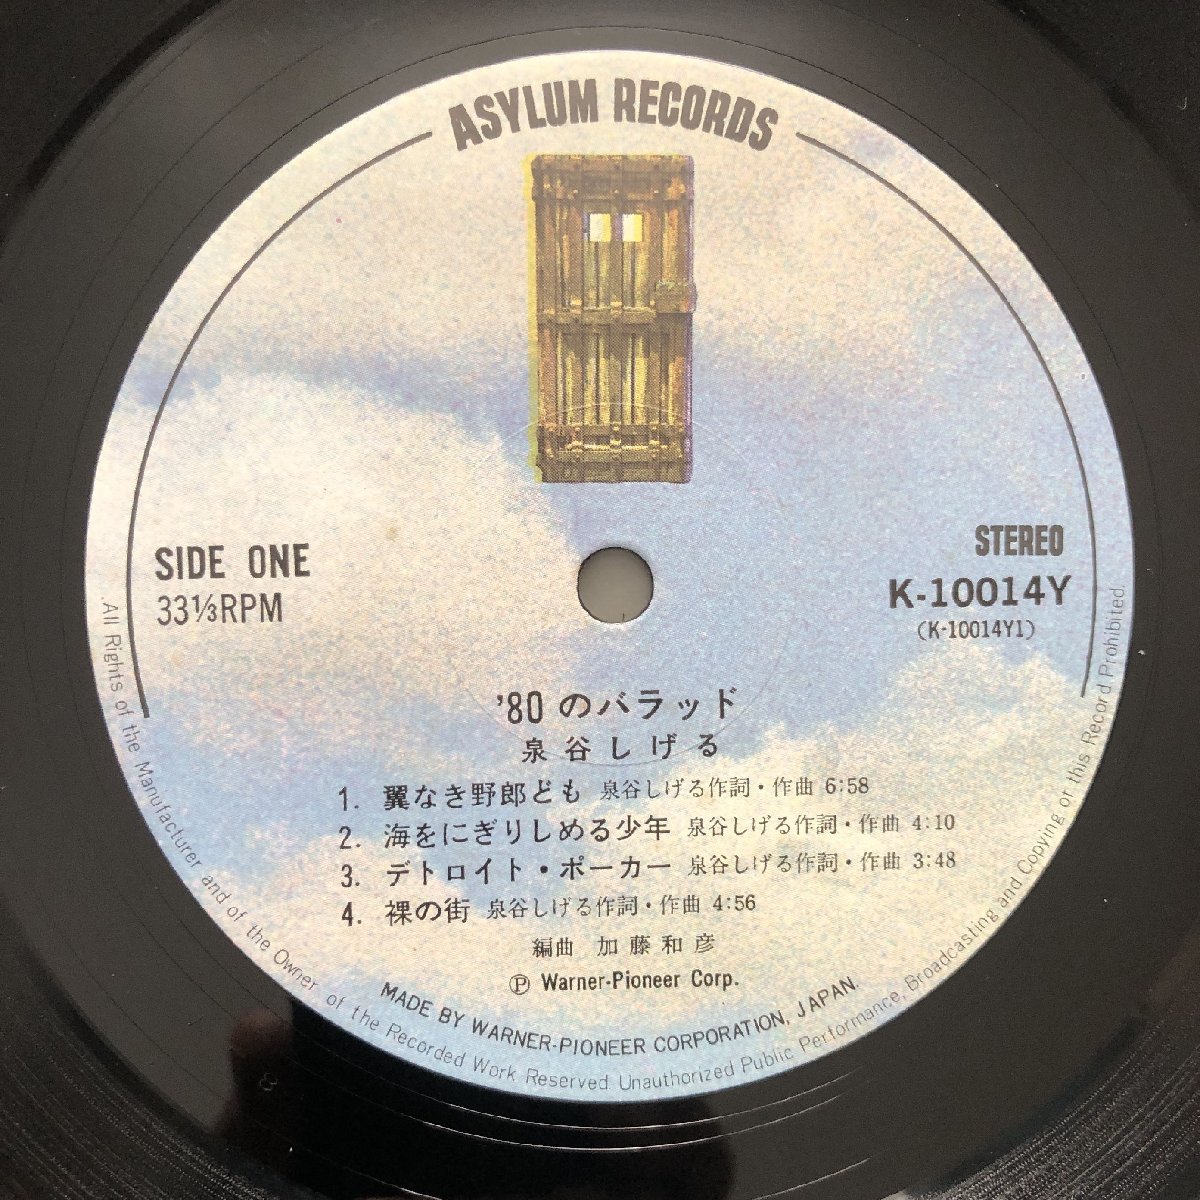 ASYLUM RECORDS
STEREO
SIDE ONE
K-10014Y
33⅓RPM
(K-10014Y1)
'80のバラッド
泉谷しげる
1. 翼なき野郎ども 泉谷しげる作詞・作曲 6:58
2. 海をにぎりしめる少年 泉谷しげる作詞・作曲 4:10
3. デトロイト・ポーカー 泉谷しげる作詞・作曲 3:48
4. 裸の街 泉谷しげる作詞・作曲 4:56
編曲 加藤和彦
Ⓟ Warner-Pioneer Corp.
MADE BY WARNER-PIONEER CORPORATION, JAPAN.
All Rights of the Manufacturer and of the Owner of the Recorded Work Reserved Unauthorized Public Performance, Broadcasting and Copying or this Record Prohibited
8